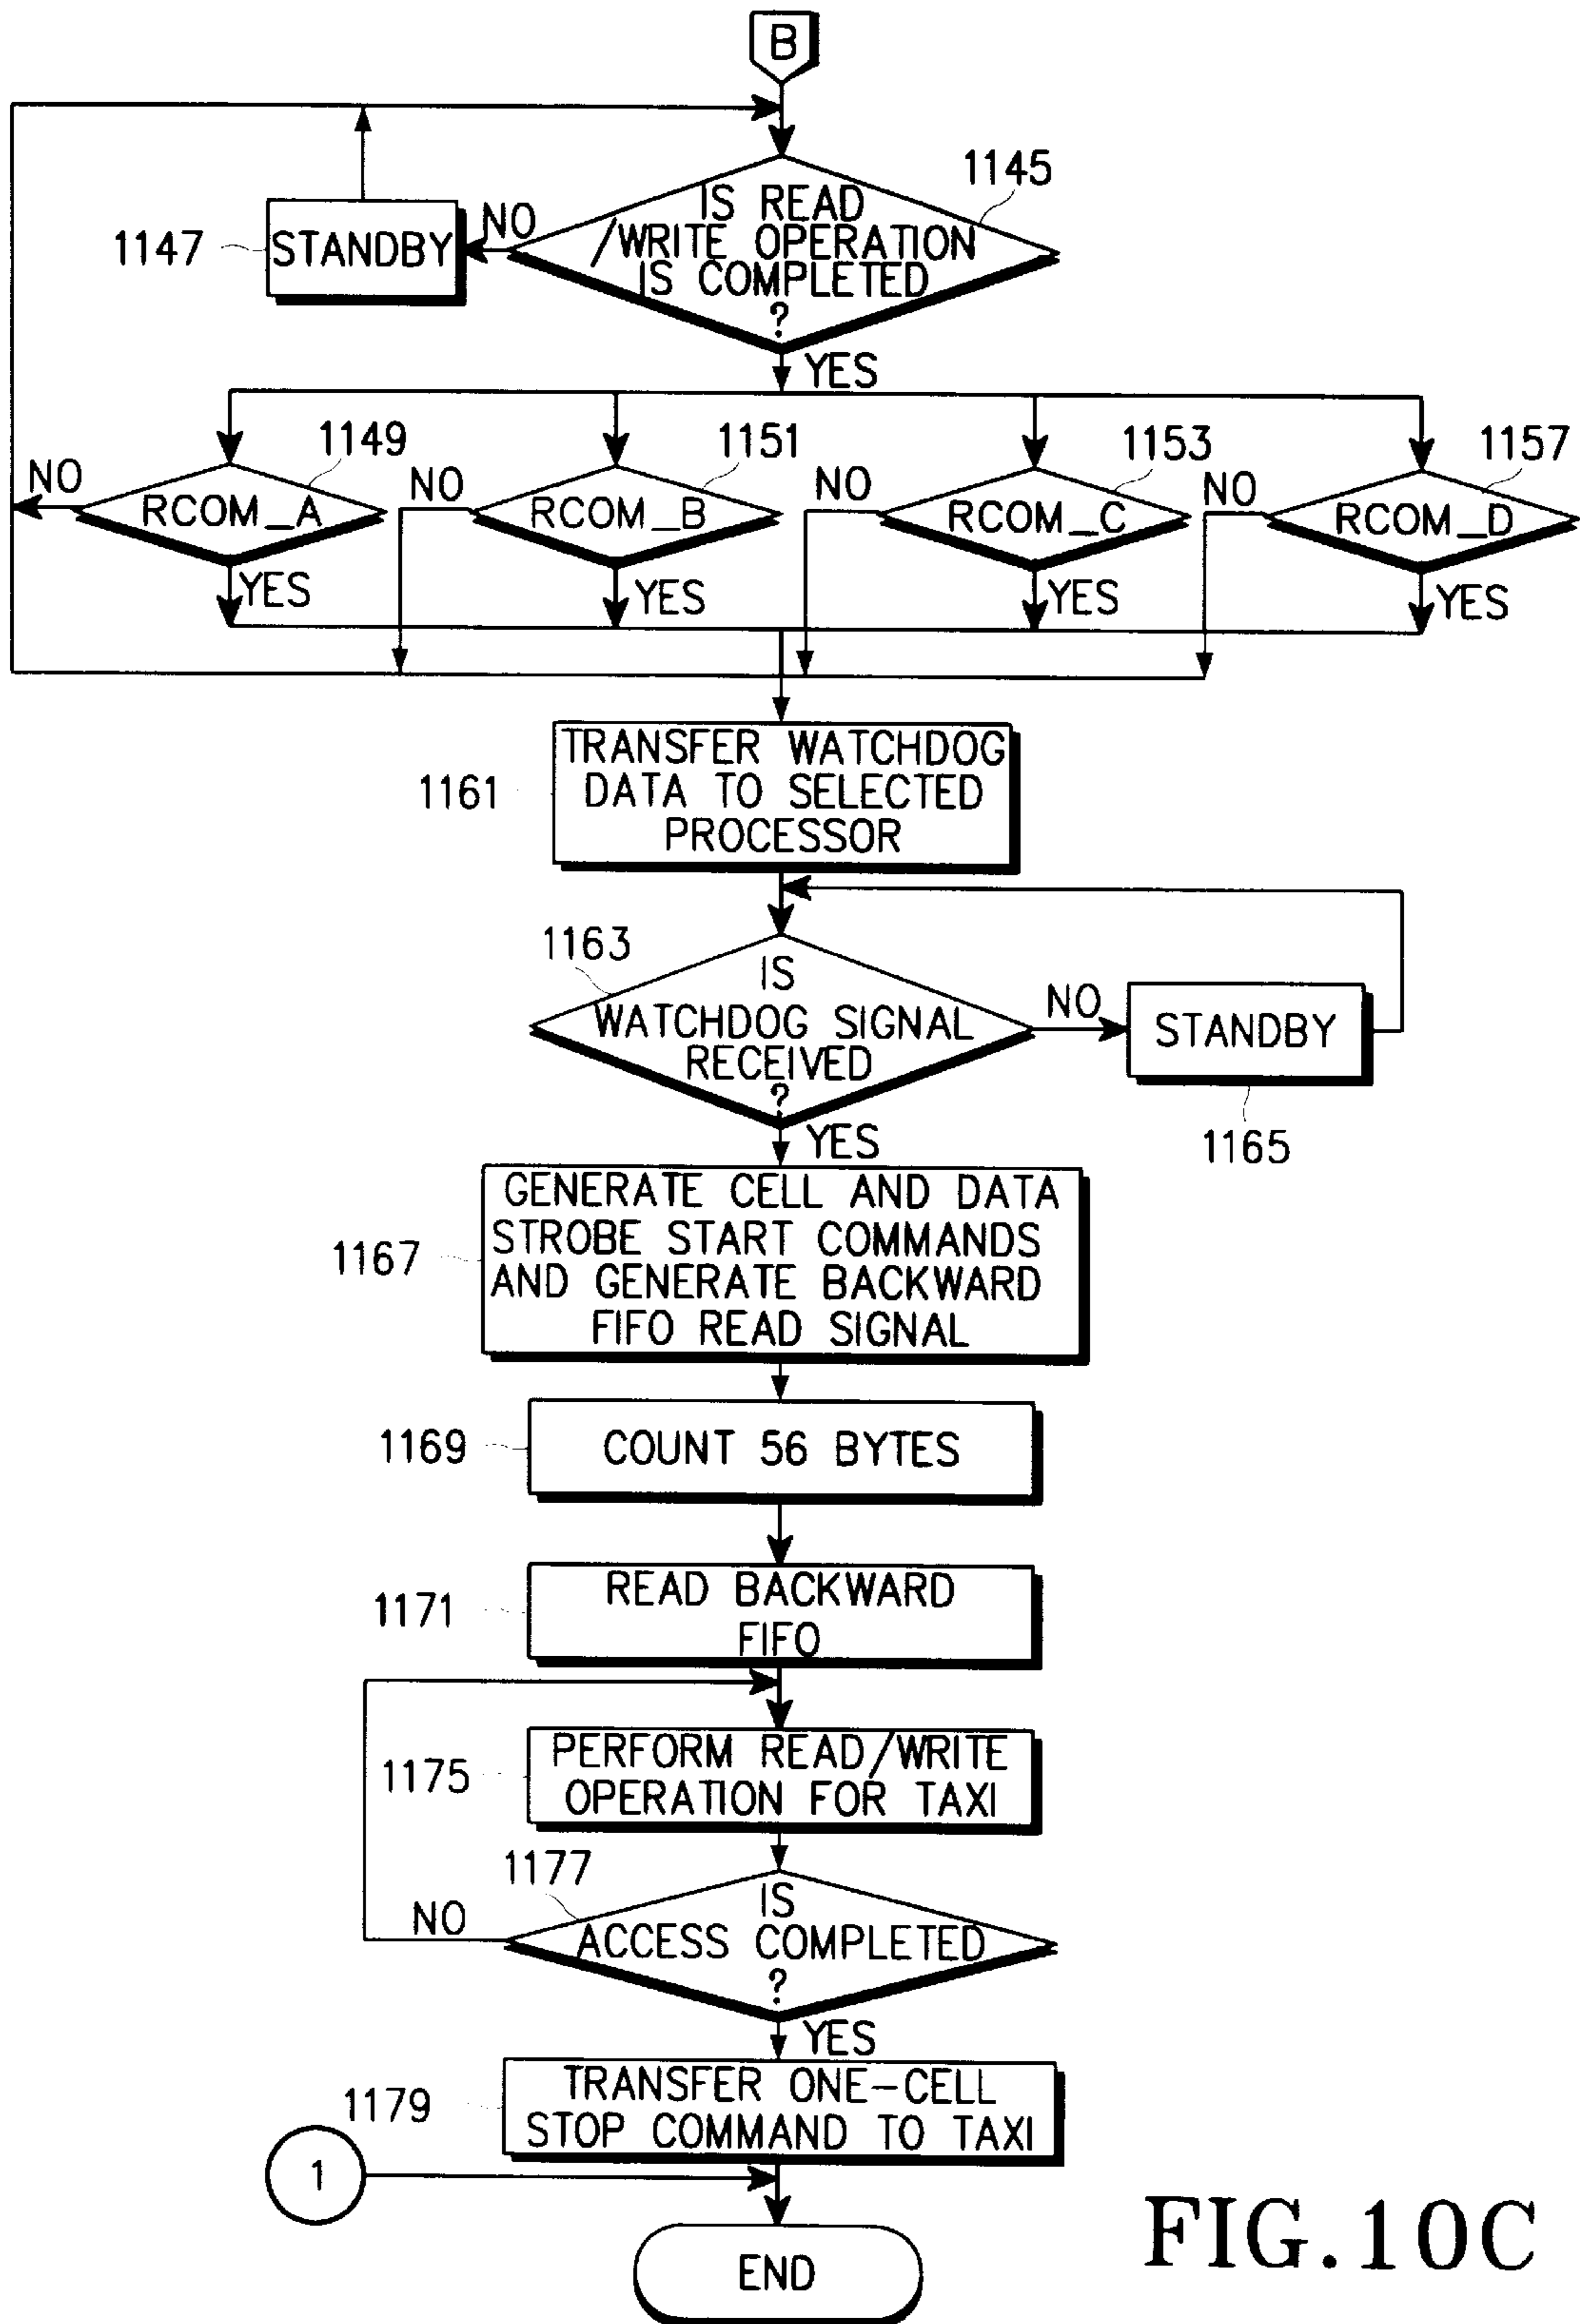 B
1145
IS READ
/WRITE OPERATION
IS COMPLETED
?
NO
1147
STANDBY
YES
1149
1151
1153
1157
NO
RCOM_A
NO
RCOM_B
NO
RCOM_C
NO
RCOM_D
YES
YES
YES
YES
1161
TRANSFER WATCHDOG
DATA TO SELECTED
PROCESSOR
1163
IS
WATCHDOG SIGNAL
RECEIVED
?
NO
STANDBY
1165
YES
1167
GENERATE CELL AND DATA
STROBE START COMMANDS
AND GENERATE BACKWARD
FIFO READ SIGNAL
1169
COUNT 56 BYTES
1171
READ BACKWARD
FIFO
1175
PERFORM READ/WRITE
OPERATION FOR TAXI
1177
IS
ACCESS COMPLETED
?
NO
YES
1179
TRANSFER ONE-CELL
STOP COMMAND TO TAXI
1
END
FIG.10C